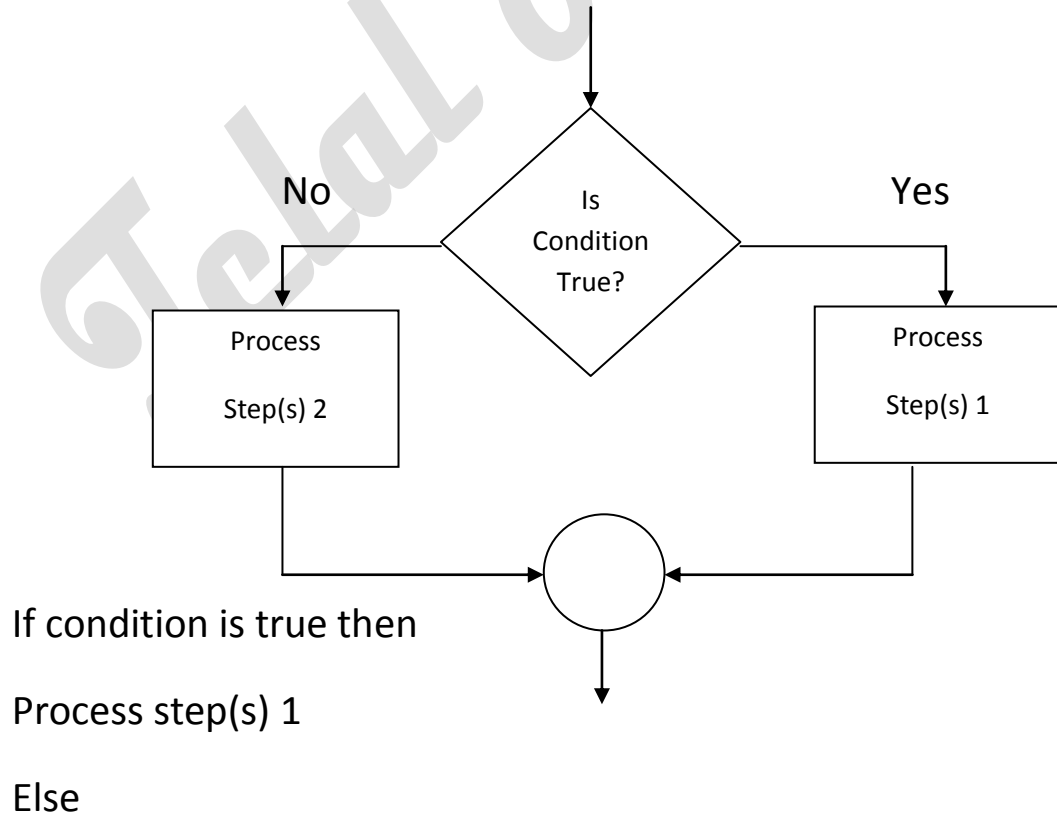 No
Yes
Is
Condition
True?
Process
Step(s) 2
Process
Step(s) 1
If condition is true then
Process step(s) 1
Else